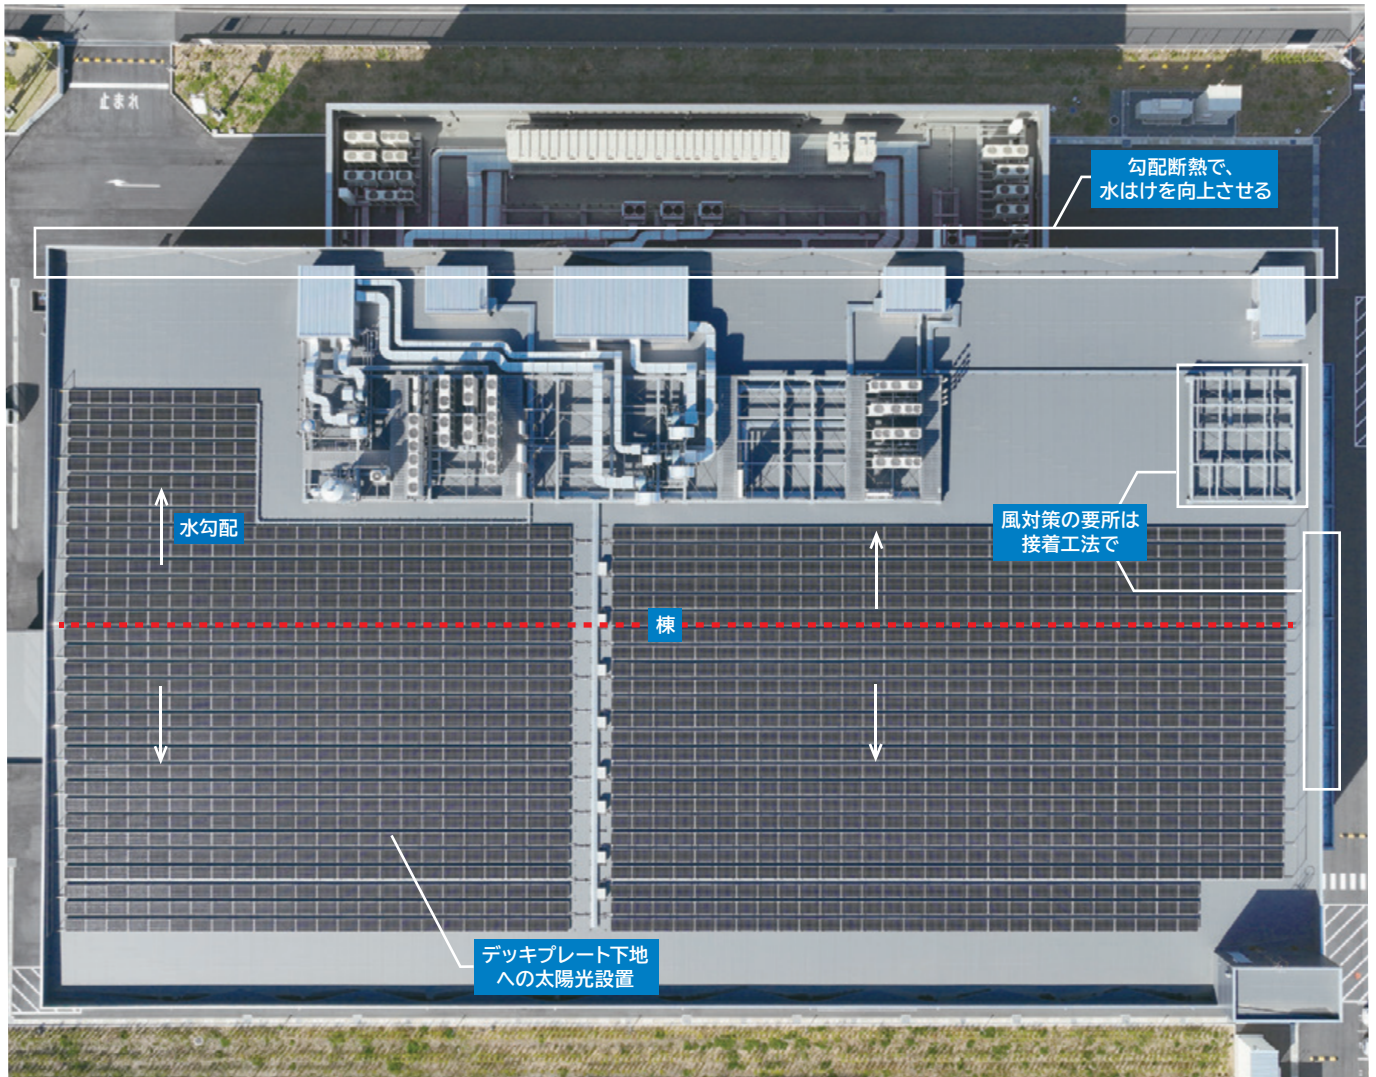 止まれ
勾配断熱で、
水はけを向上させる
水勾配
風対策の要所は
接着工法で
棟
デッキプレート下地
への太陽光設置